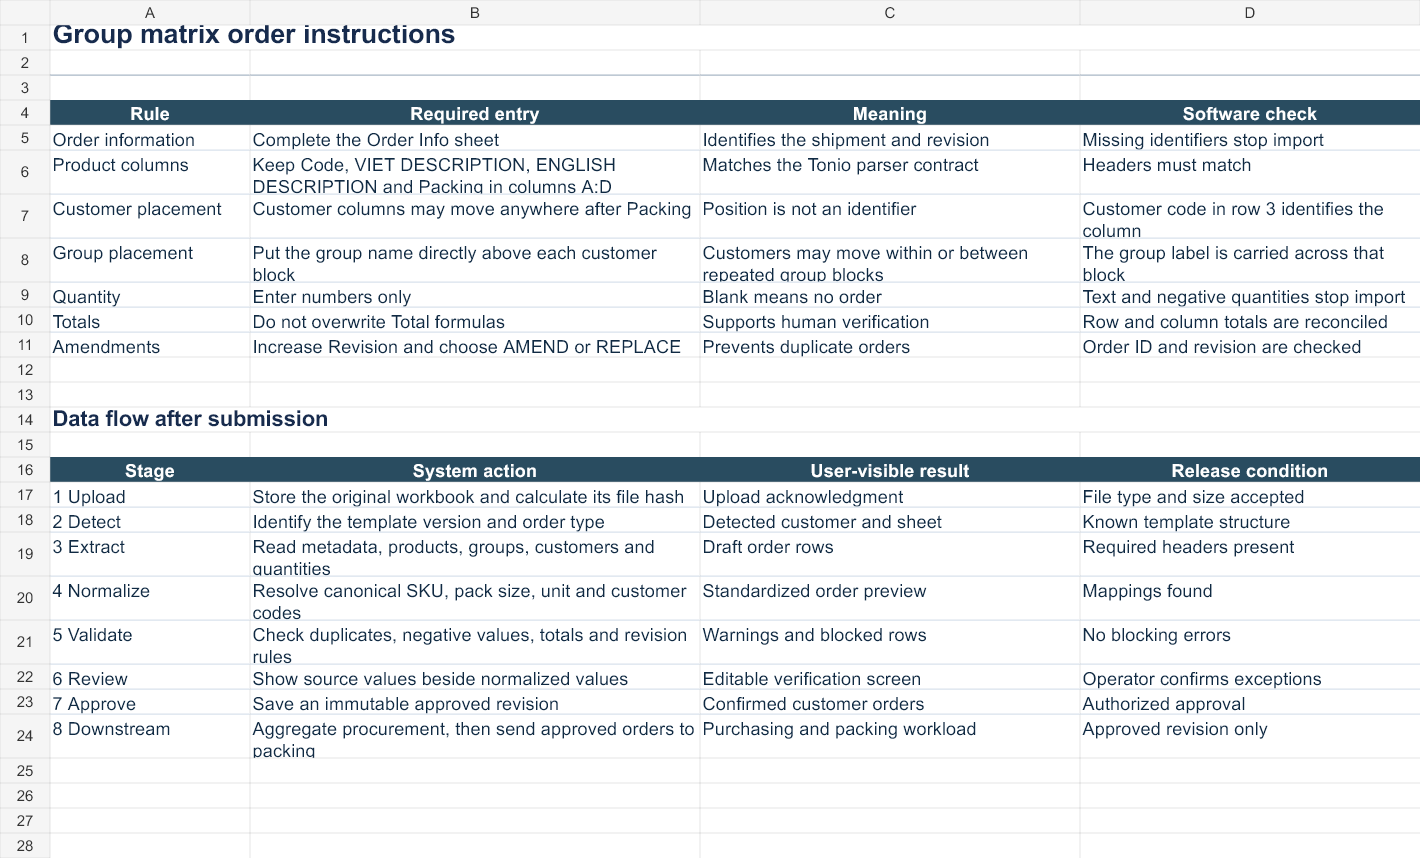 A B C D
1 Group matrix order instructions
2
3
4 Rule Required entry Meaning Software check
5 Order information Complete the Order Info sheet Identifies the shipment and revision Missing identifiers stop import
6 Product columns Keep Code, VIET DESCRIPTION, ENGLISH Matches the Tonio parser contract Headers must match
DESCRIPTION and Packing in columns A:D
7 Customer placement Customer columns may move anywhere after Packing Position is not an identifier Customer code in row 3 identifies the
column
8 Group placement Put the group name directly above each customer Customers may move within or between The group label is carried across that
block repeated group blocks block
9 Quantity Enter numbers only Blank means no order Text and negative quantities stop import
10 Totals Do not overwrite Total formulas Supports human verification Row and column totals are reconciled
11 Amendments Increase Revision and choose AMEND or REPLACE Prevents duplicate orders Order ID and revision are checked
12
13
14 Data flow after submission
15
16 Stage System action User-visible result Release condition
17 1 Upload Store the original workbook and calculate its file hash Upload acknowledgment File type and size accepted
18 2 Detect Identify the template version and order type Detected customer and sheet Known template structure
19 3 Extract Read metadata, products, groups, customers and Draft order rows Required headers present
quantities
20 4 Normalize Resolve canonical SKU, pack size, unit and customer Standardized order preview Mappings found
codes
21 5 Validate Check duplicates, negative values, totals and revision Warnings and blocked rows No blocking errors
rules
22 6 Review Show source values beside normalized values Editable verification screen Operator confirms exceptions
23 7 Approve Save an immutable approved revision Confirmed customer orders Authorized approval
24 8 Downstream Aggregate procurement, then send approved orders to Purchasing and packing workload Approved revision only
packing
25
26
27
28